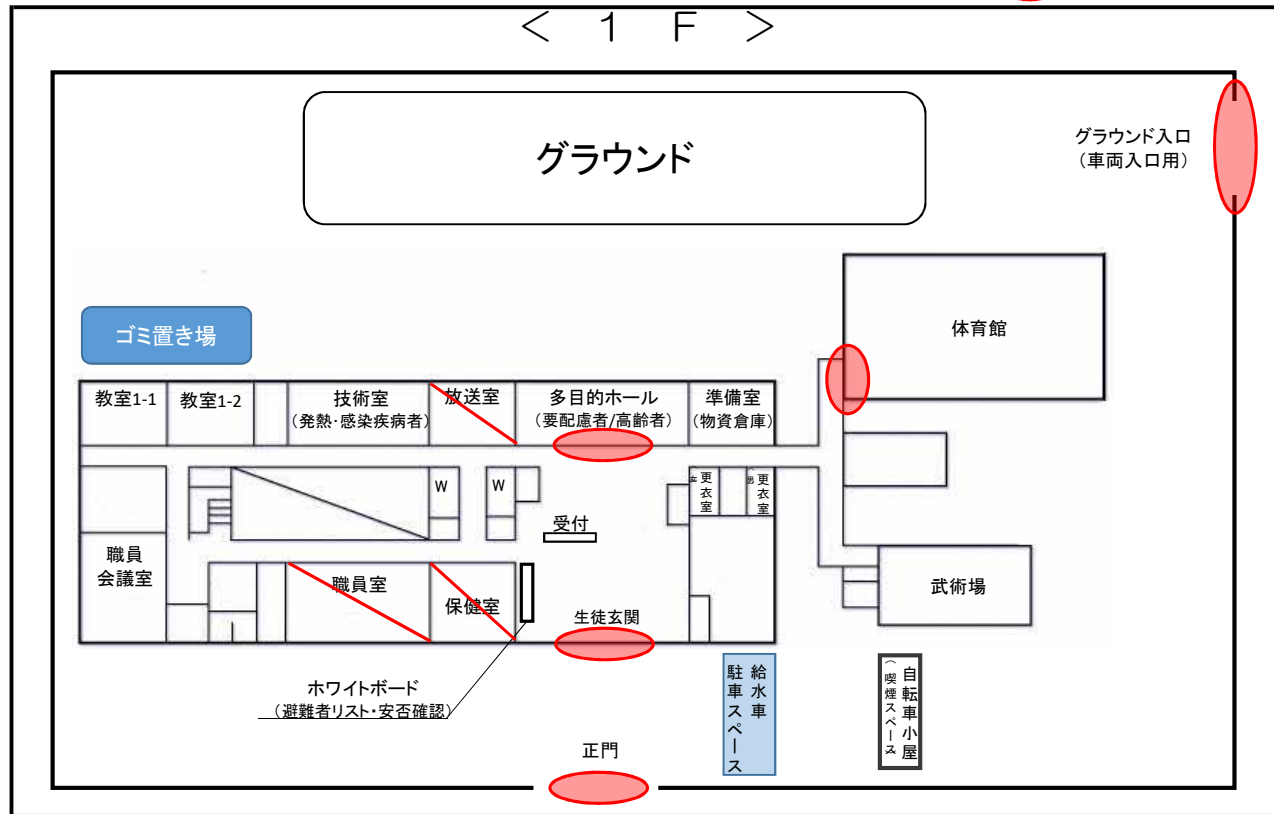 < 1 F >
グラウンド
グラウンド入口
(車両入口用)
体育館
ゴミ置き場
教室1-1
教室1-2
技術室
(発熱・感染疾病者)
放送室
多目的ホール
(要配慮者/高齢者)
準備室
(物資倉庫)
W
W
更衣室
(女
更衣室
(男
受付
職員
会議室
職員室
保健室
生徒玄関
武術場
ホワイトボード
(避難者リスト・安否確認)
給水車
駐車スペース
自転車小屋
(喫煙スペース)
正門